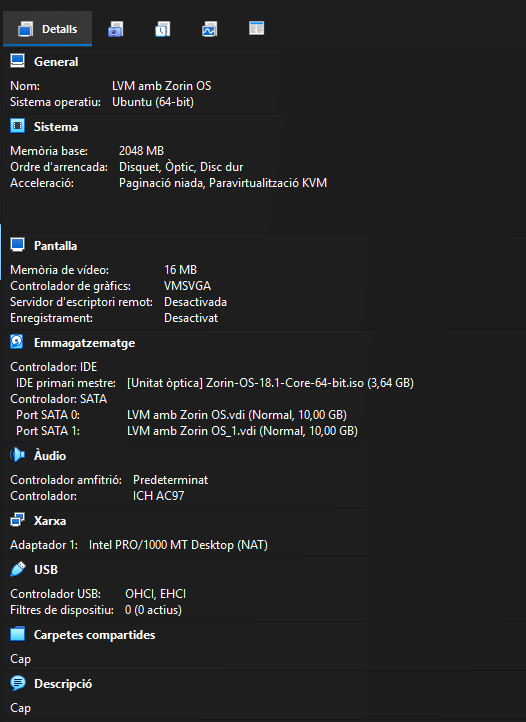 Detalls
General
Nom: LVM amb Zorin OS
Sistema operatiu: Ubuntu (64-bit)
Sistema
Memòria base: 2048 MB
Ordre d'arrencada: Disquet, Òptic, Disc dur
Acceleració: Paginació niada, Paravirtualització KVM
Pantalla
Memòria de vídeo: 16 MB
Controlador de gràfics: VMSVGA
Servidor d'escriptori remot: Desactivada
Enregistrament: Desactivat
Emmagatzematge
Controlador: IDE
IDE primari mestre: [Unitat òptica] Zorin-OS-18.1-Core-64-bit.iso (3,64 GB)
Controlador: SATA
Port SATA 0: LVM amb Zorin OS.vdi (Normal, 10,00 GB)
Port SATA 1: LVM amb Zorin OS_1.vdi (Normal, 10,00 GB)
Àudio
Controlador amfitrió: Predeterminat
Controlador: ICH AC97
Xarxa
Adaptador 1: Intel PRO/1000 MT Desktop (NAT)
USB
Controlador USB: OHCI, EHCI
Filtres de dispositiu: 0 (0 actius)
Carpetes compartides
Cap
Descripció
Cap